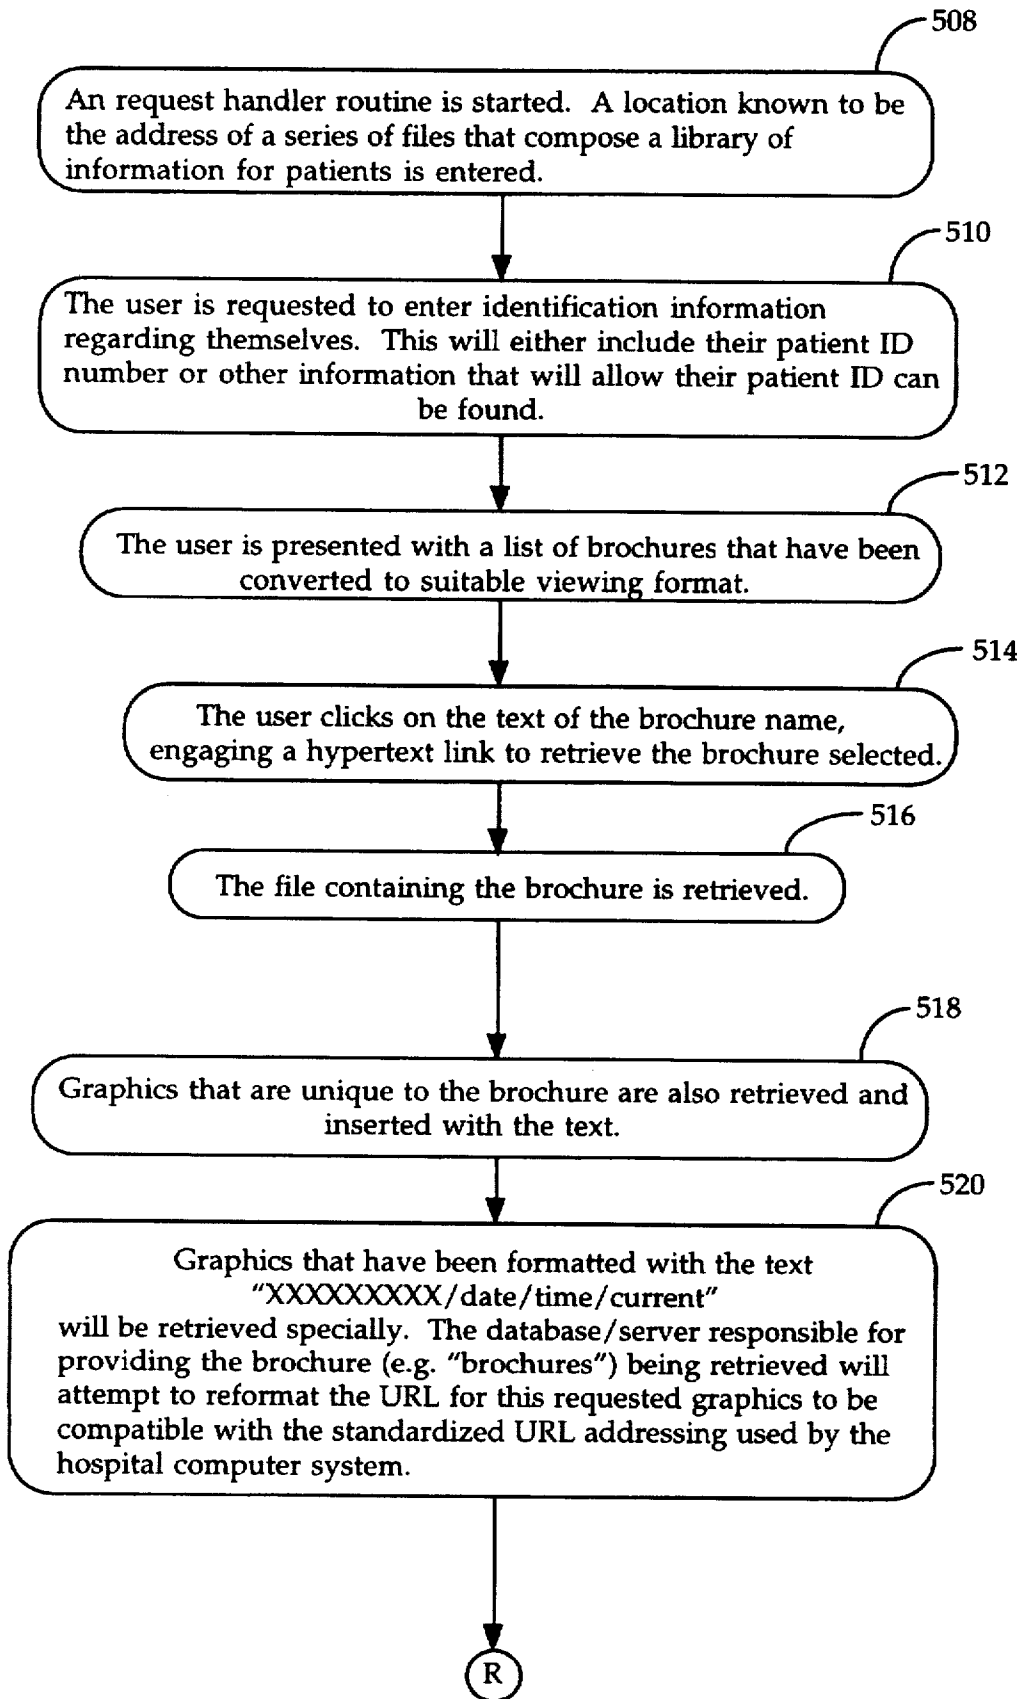 508
An request handler routine is started. A location known to be
the address of a series of files that compose a library of
information for patients is entered.
510
The user is requested to enter identification information
regarding themselves. This will either include their patient ID
number or other information that will allow their patient ID can
be found.
512
The user is presented with a list of brochures that have been
converted to suitable viewing format.
514
The user clicks on the text of the brochure name,
engaging a hypertext link to retrieve the brochure selected.
516
The file containing the brochure is retrieved.
518
Graphics that are unique to the brochure are also retrieved and
inserted with the text.
520
Graphics that have been formatted with the text
"XXXXXXXXX/date/time/current"
will be retrieved specially. The database/server responsible for
providing the brochure (e.g. "brochures") being retrieved will
attempt to reformat the URL for this requested graphics to be
compatible with the standardized URL addressing used by the
hospital computer system.
R